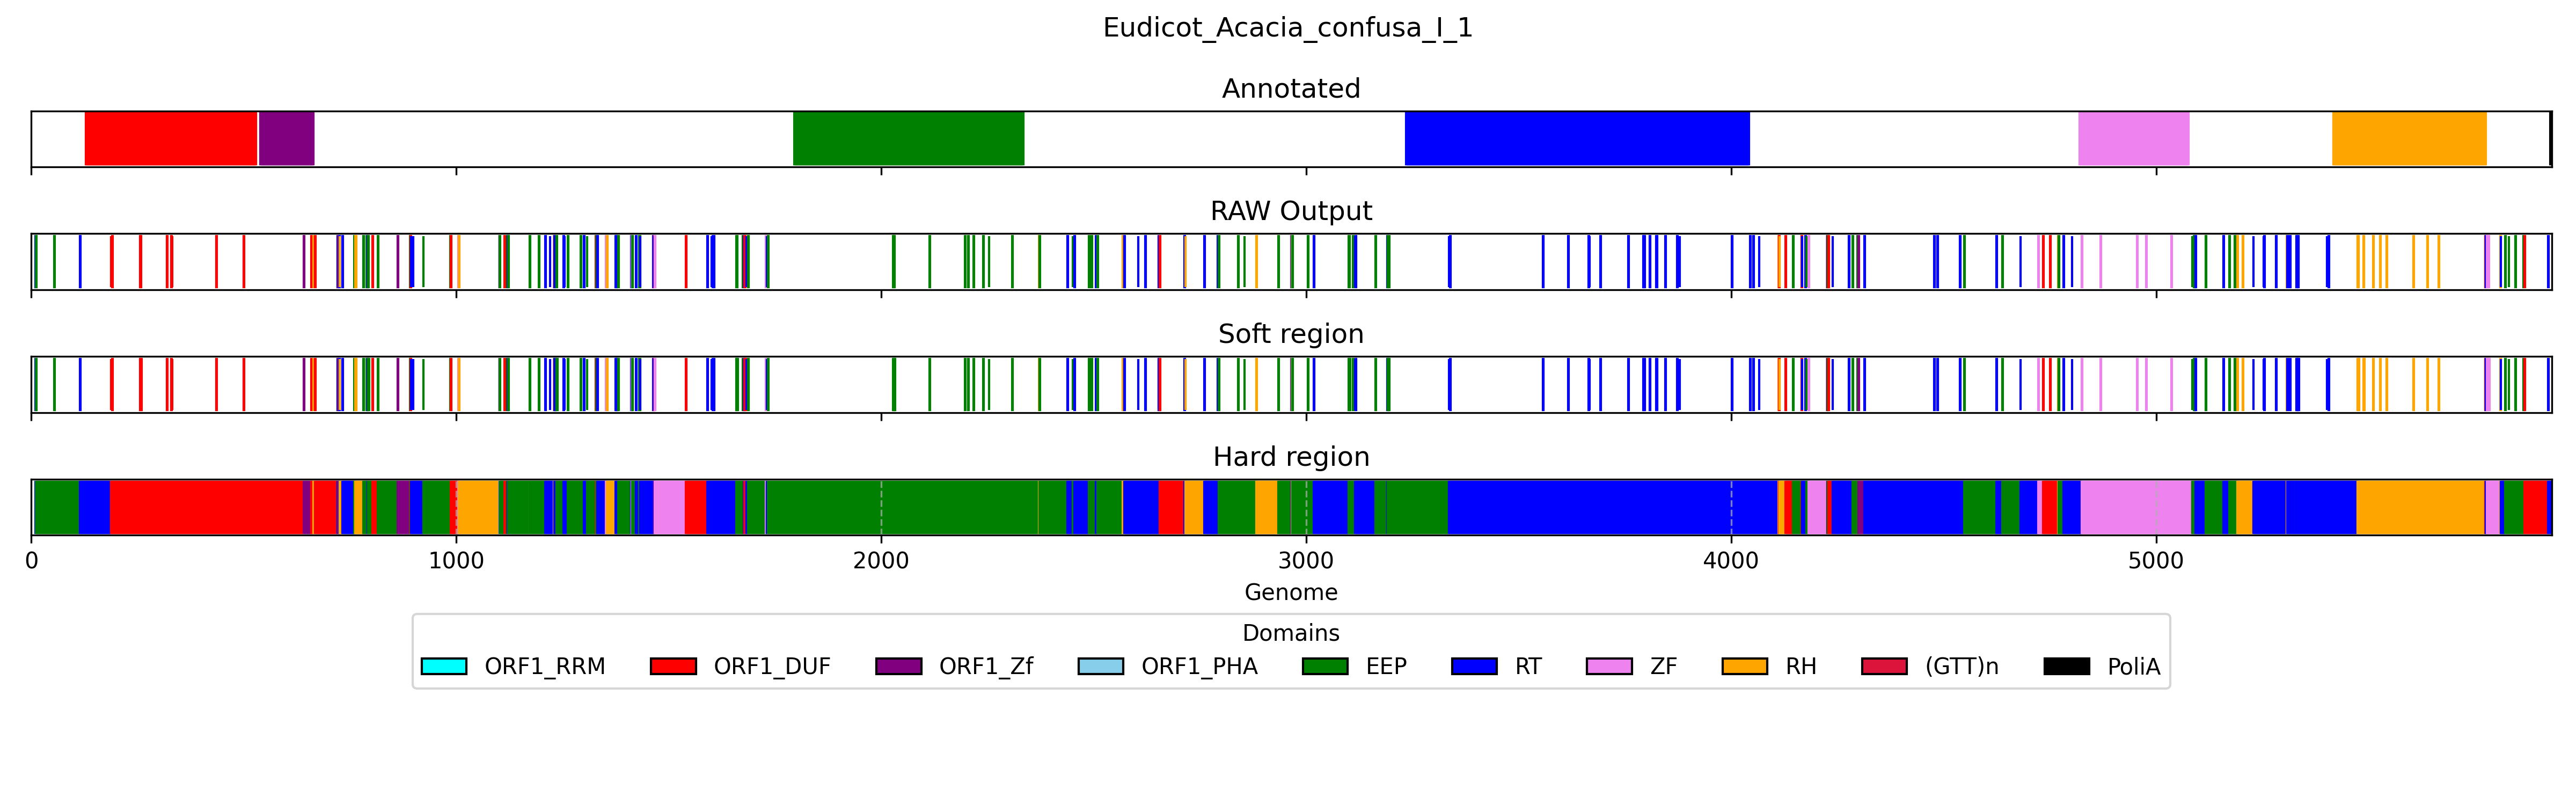 Eudicot_Acacia_confusa_I_1
Annotated
RAW Output
Soft region
Hard region
0 1000 2000 3000 4000 5000
Genome
Domains
ORF1_RRM ORF1_DUF ORF1_Zf ORF1_PHA EEP RT ZF RH (GTT)n PoliA